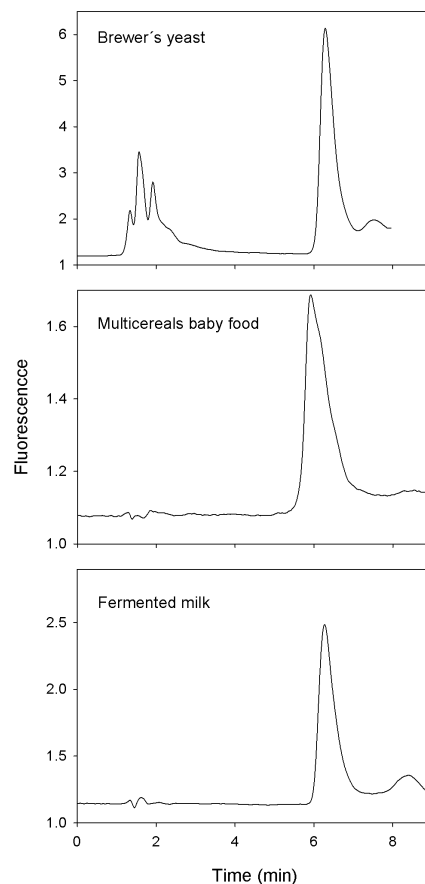 Brewer´s yeast
6
5
4
3
2
1
Multicereals baby food
1.6
1.4
1.2
1.0
Fluorescencce
Fermented milk
2.5
2.0
1.5
1.0
0 2 4 6 8
Time (min)